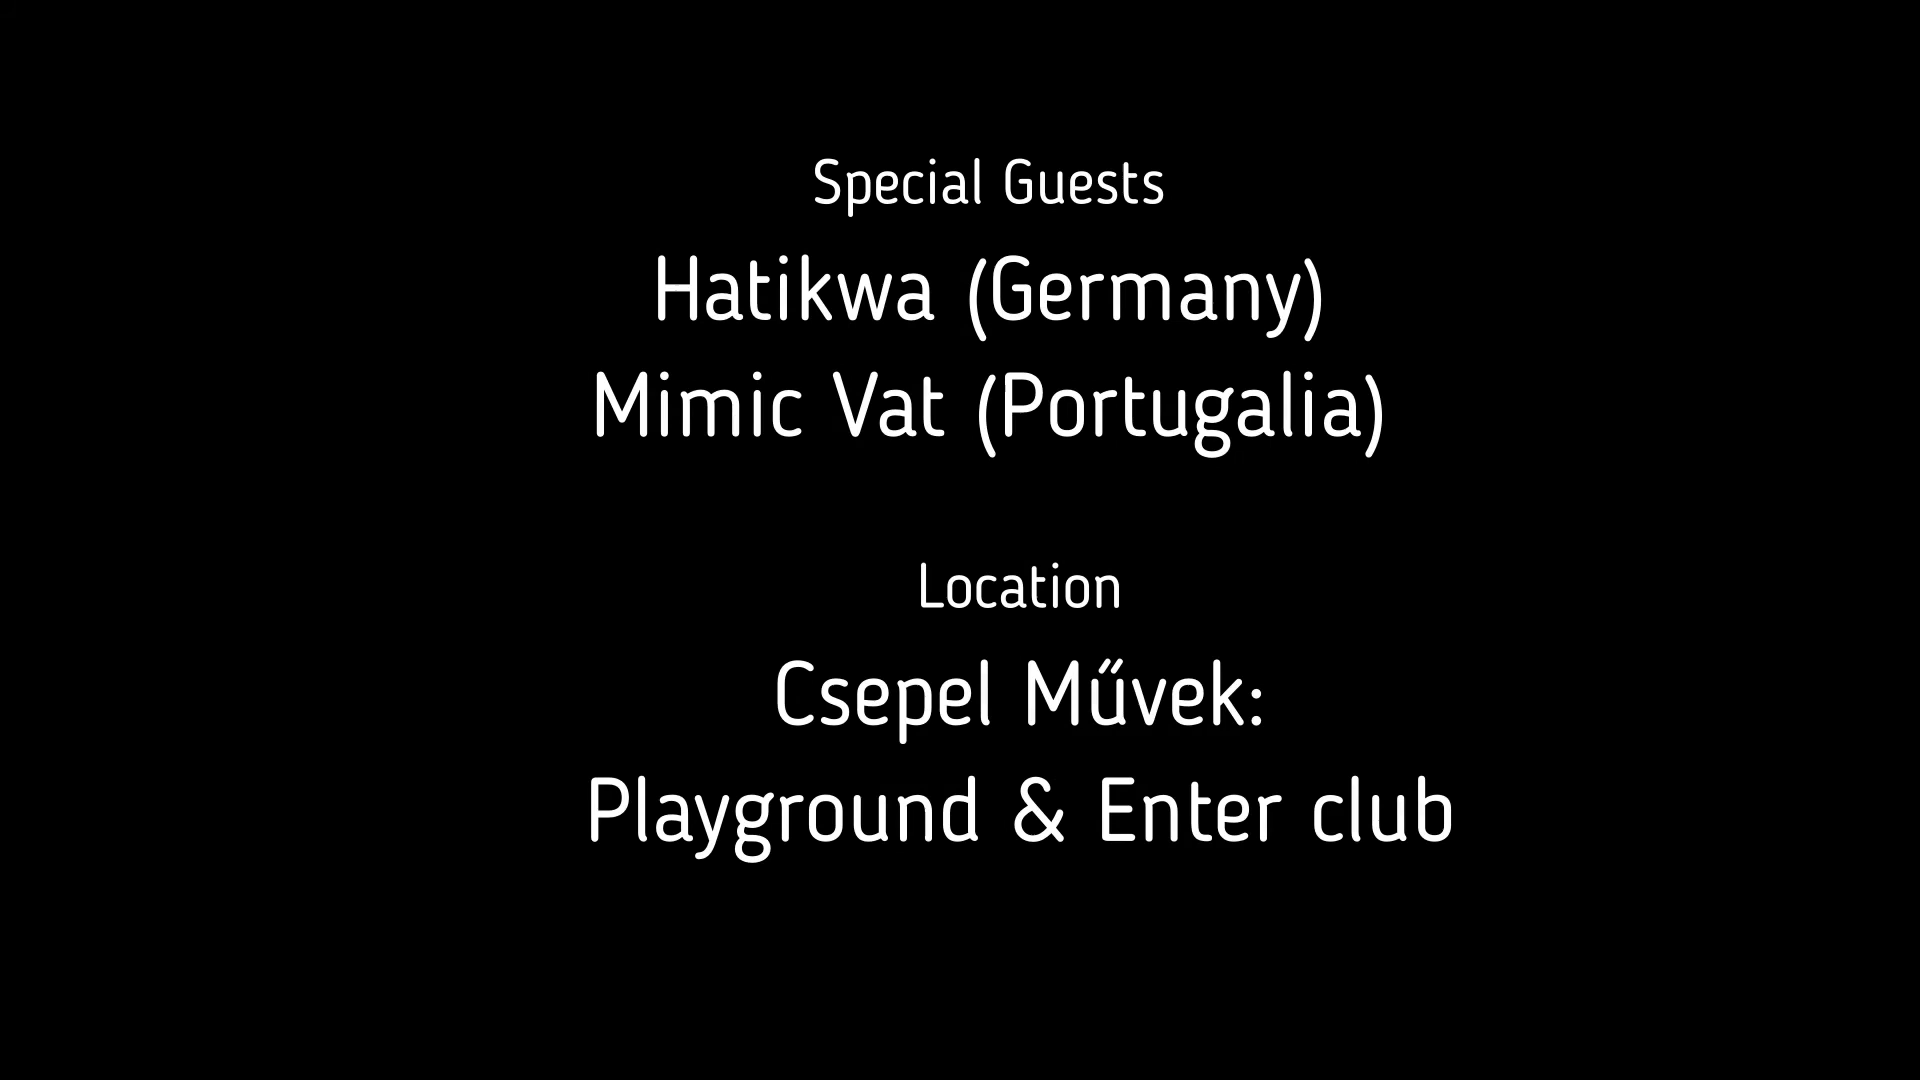 Special Guests
Hatikwa (Germany)
Mimic Vat (Portugalia)
Location
Csepel Művek:
Playground & Enter club